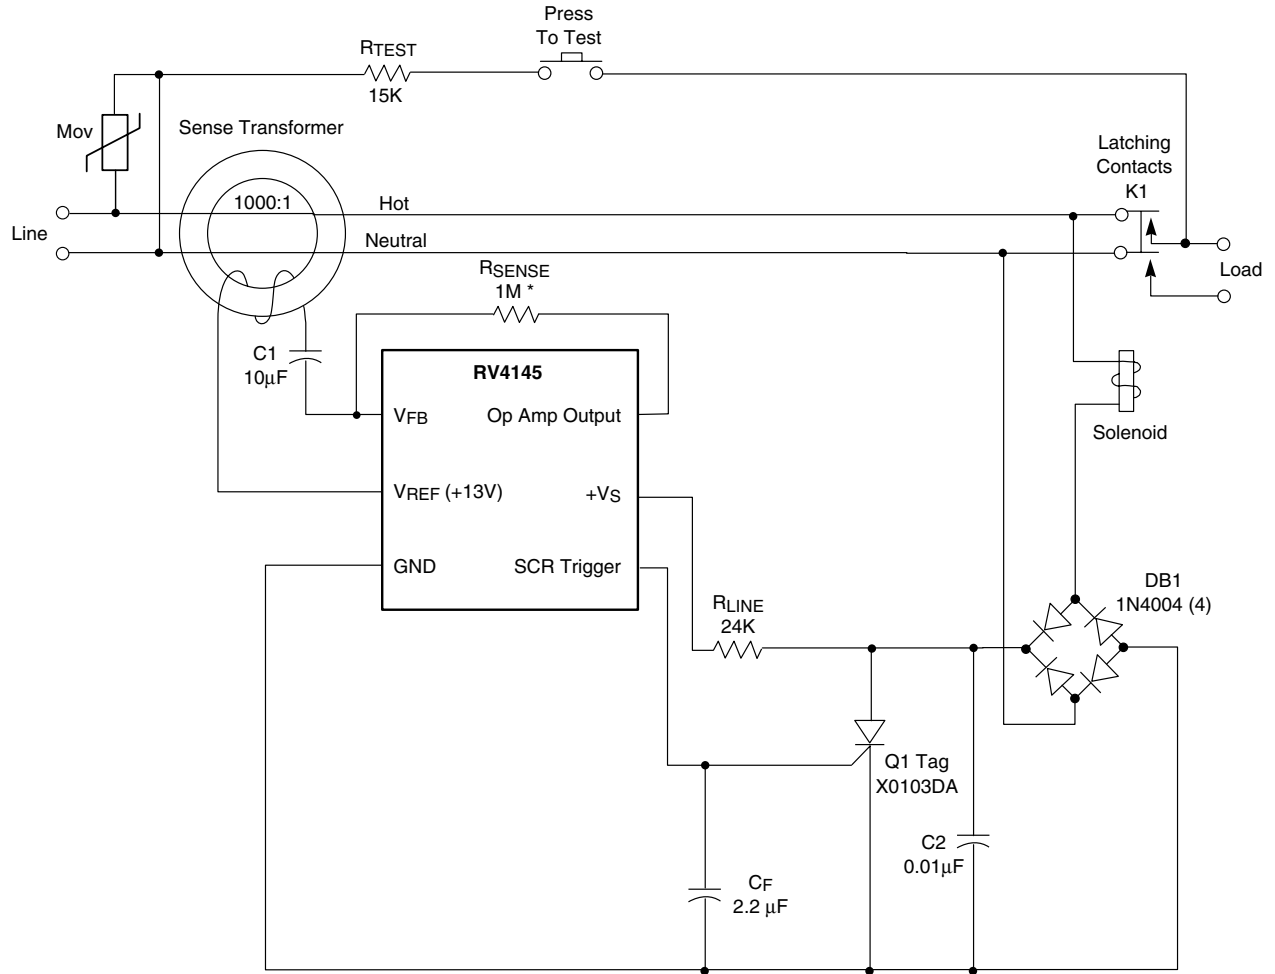 Press
To Test
RTEST
15K
Mov
Sense Transformer
Latching
Contacts
K1
1000:1
Hot
Line
Neutral
Load
RSENSE
1M *
C1
10μF
RV4145
VFB
Op Amp Output
Solenoid
VREF (+13V)
+VS
GND
SCR Trigger
DB1
1N4004 (4)
RLINE
24K
Q1 Tag
X0103DA
C2
0.01μF
CF
2.2 μF